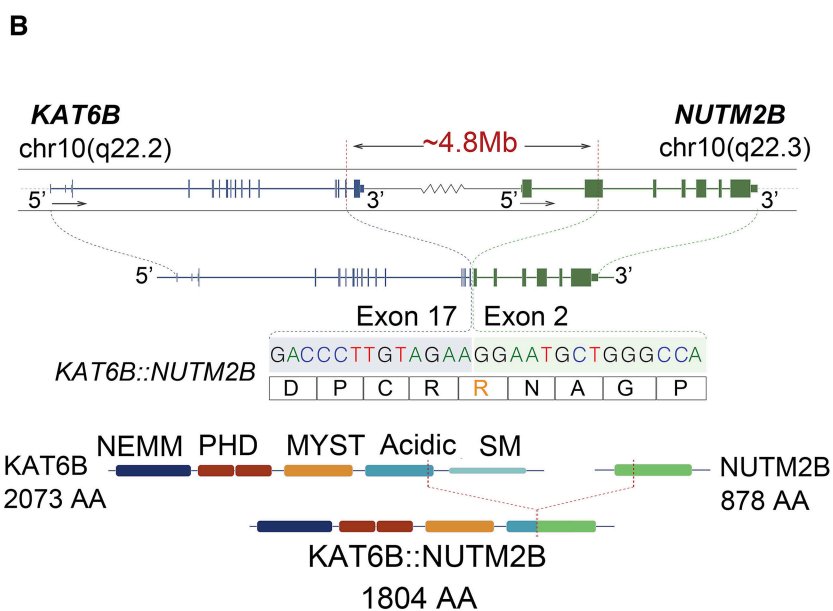 B
KAT6B
chr10(q22.2)
~4.8Mb
NUTM2B
chr10(q22.3)
5’ 3’ 5’ 3’
5’ 3’
Exon 17 Exon 2
KAT6B::NUTM2B
GACCCTTGTAGAAGGAATGCTGGGCCA
D P C R R N A G P
NEMM PHD MYST Acidic SM
KAT6B
2073 AA
NUTM2B
878 AA
KAT6B::NUTM2B
1804 AA